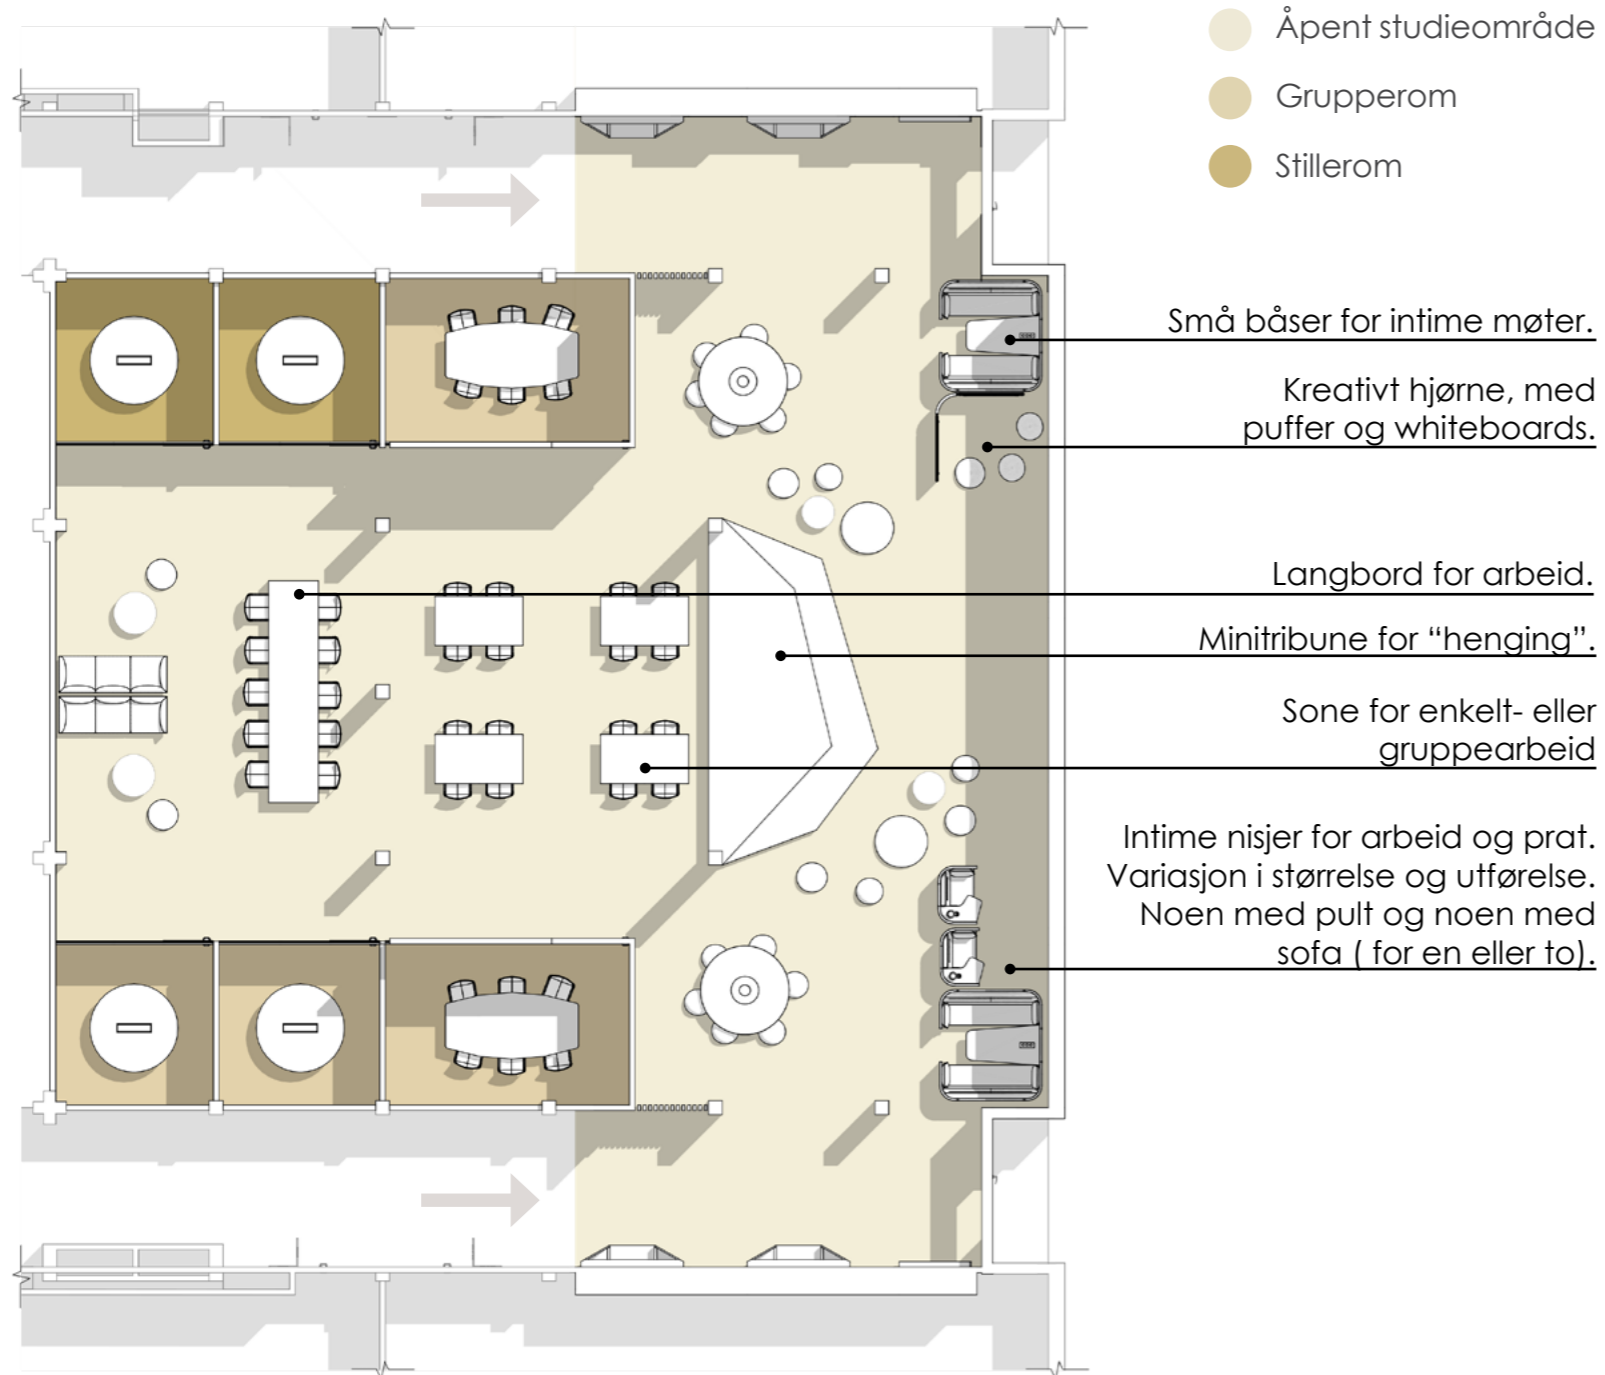 Åpent studieområde
Grupperom
Stillerom
Små båser for intime møter.
Kreativt hjørne, med
puffer og whiteboards.
Langbord for arbeid.
Minitribune for “henging”.
Sone for enkelt- eller
gruppearbeid
Intime nisjer for arbeid og prat.
Variasjon i størrelse og utførelse.
Noen med pult og noen med
sofa ( for en eller to).